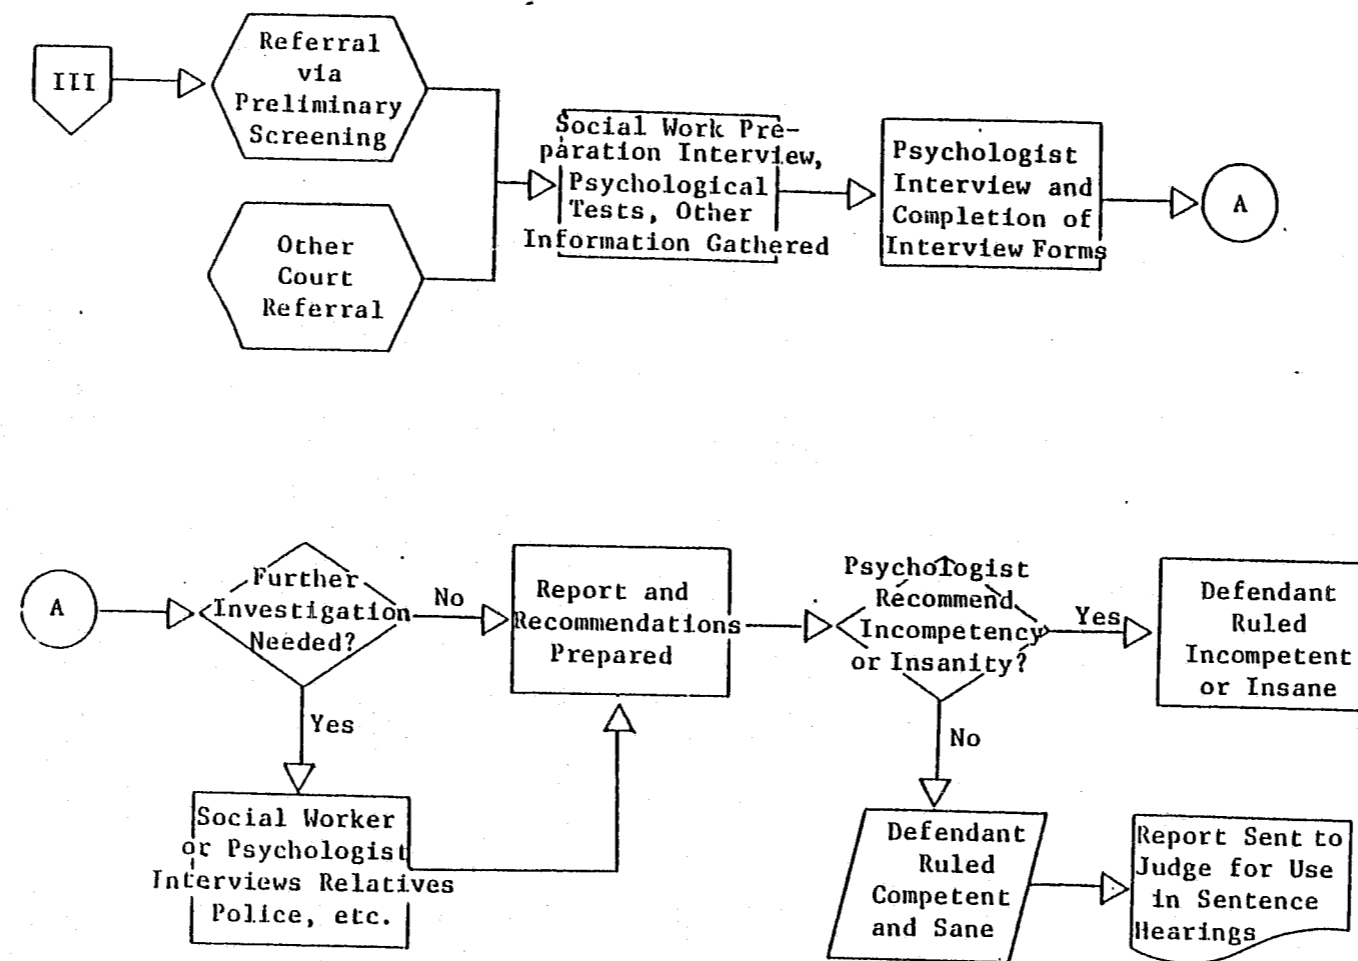 III
Referral
via
Preliminary
Screening
Other
Court
Referral
Social Work Pre-
paration Interview,
Psychological
Tests, Other
Information Gathered
Psychologist
Interview and
Completion of
Interview Forms
A
A
Further
Investigation
Needed?
No
Yes
Social Worker
or Psychologist
Interviews Relatives
Police, etc.
Report and
Recommendations
Prepared
Psychologist
Recommend
Incompetency
or Insanity?
Yes
Defendant
Ruled
Incompetent
or Insane
No
Defendant
Ruled
Competent
and Sane
Report Sent to
Judge for Use
in Sentence
Hearings